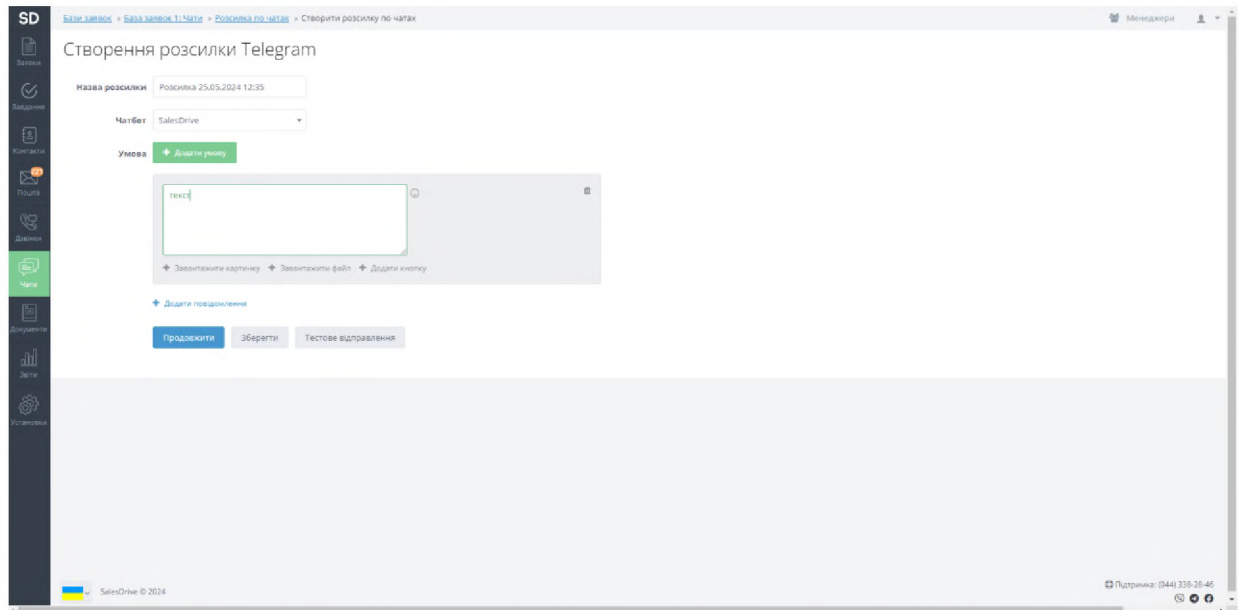 SD
Бази заявок » База заявок 1: Чати » Розсилка по чатах » Створити розсилку по чатах
Менеджери
Заявки
Завдання
Контакти
221
Пошта
Дзвінки
Чати
Документи
Звіти
Установки
Створення розсилки Telegram
Назва розсилки Розсилка 25.05.2024 12:35
Чатбот SalesDrive
Умова + Додати умову
текст
+ Завантажити картинку + Завантажити файл + Додати кнопку
+ Додати повідомлення
Продовжити Зберегти Тестове відправлення
SalesDrive © 2024
Підтримка: (044) 338-28-46